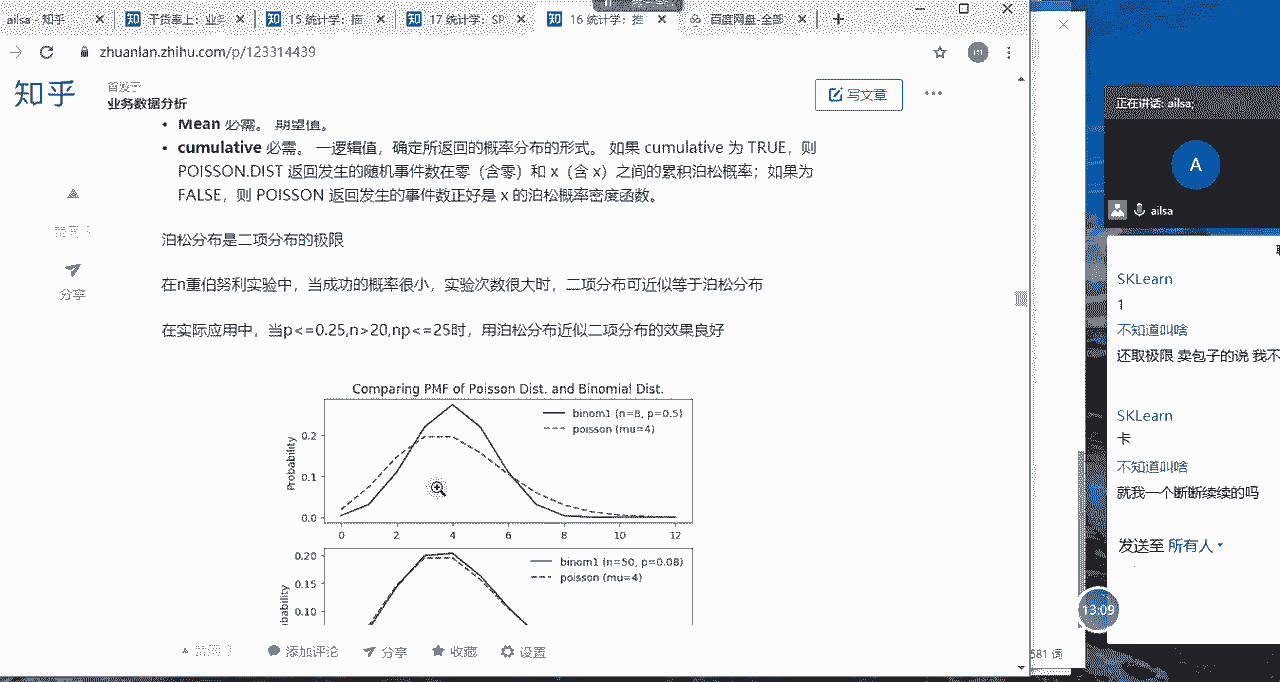 ailsa - 知乎
干货奉上：业务
15 统计学：描
17 统计学：SP
16 统计学：推
百度网盘-全部
zhuanlan.zhihu.com/p/123314439
知乎
首发于
业务数据分析
写文章
• Mean 必需。 期望值。
• cumulative 必需。 一逻辑值，确定所返回的概率分布的形式。 如果 cumulative 为 TRUE，则
POISSON.DIST 返回发生的随机事件数在零（含零）和 x（含 x）之间的累积泊松概率；如果为
FALSE，则 POISSON 返回发生的事件数正好是 x 的泊松概率密度函数。
分享
泊松分布是二项分布的极限
在n重伯努利实验中，当成功的概率很小，实验次数很大时，二项分布可近似等于泊松分布
在实际应用中，当p<=0.25,n>20,np<=25时，用泊松分布近似二项分布的效果良好
Comparing PMF of Poisson Dist. and Binomial Dist.
binom1 (n=8, p=0.5)
poisson (mu=4)
Probability
0.2
0.1
0.0
0 2 4 6 8 10 12
binom1 (n=50, p=0.08)
poisson (mu=4)
0.20
0.15
0.10
添加评论
分享
收藏
设置
正在讲话: ailsa;
A
ailsa
SKLearn
1
不知道叫啥
还取极限 卖包子的说 我不
SKLearn
卡
不知道叫啥
就我一个断断续续的吗
发送至 所有人
13:09
581 词